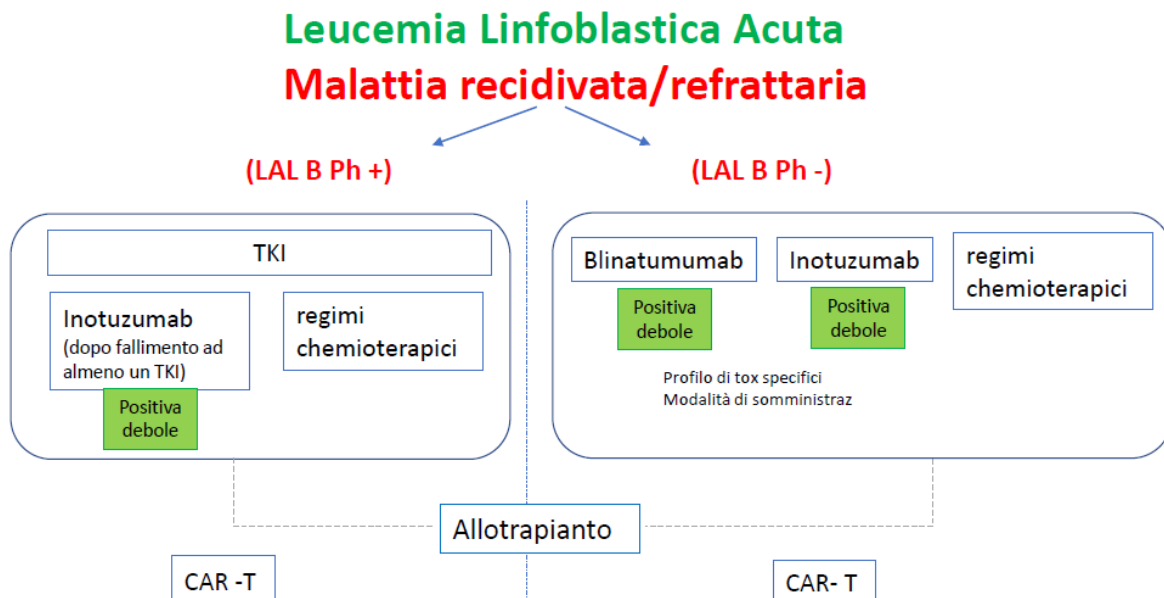 Leucemia Linfoblastica Acuta
Malattia recidivata/refrattaria
(LAL B Ph +)
(LAL B Ph -)
TKI
Inotuzumab
(dopo fallimento ad
almeno un TKI)
Positiva
debole
regimi
chemioterapici
Blinatumumab
Positiva
debole
Inotuzumab
Positiva
debole
regimi
chemioterapici
Profilo di tox specifici
Modalità di somministraz
Allotrapianto
CAR -T
CAR- T